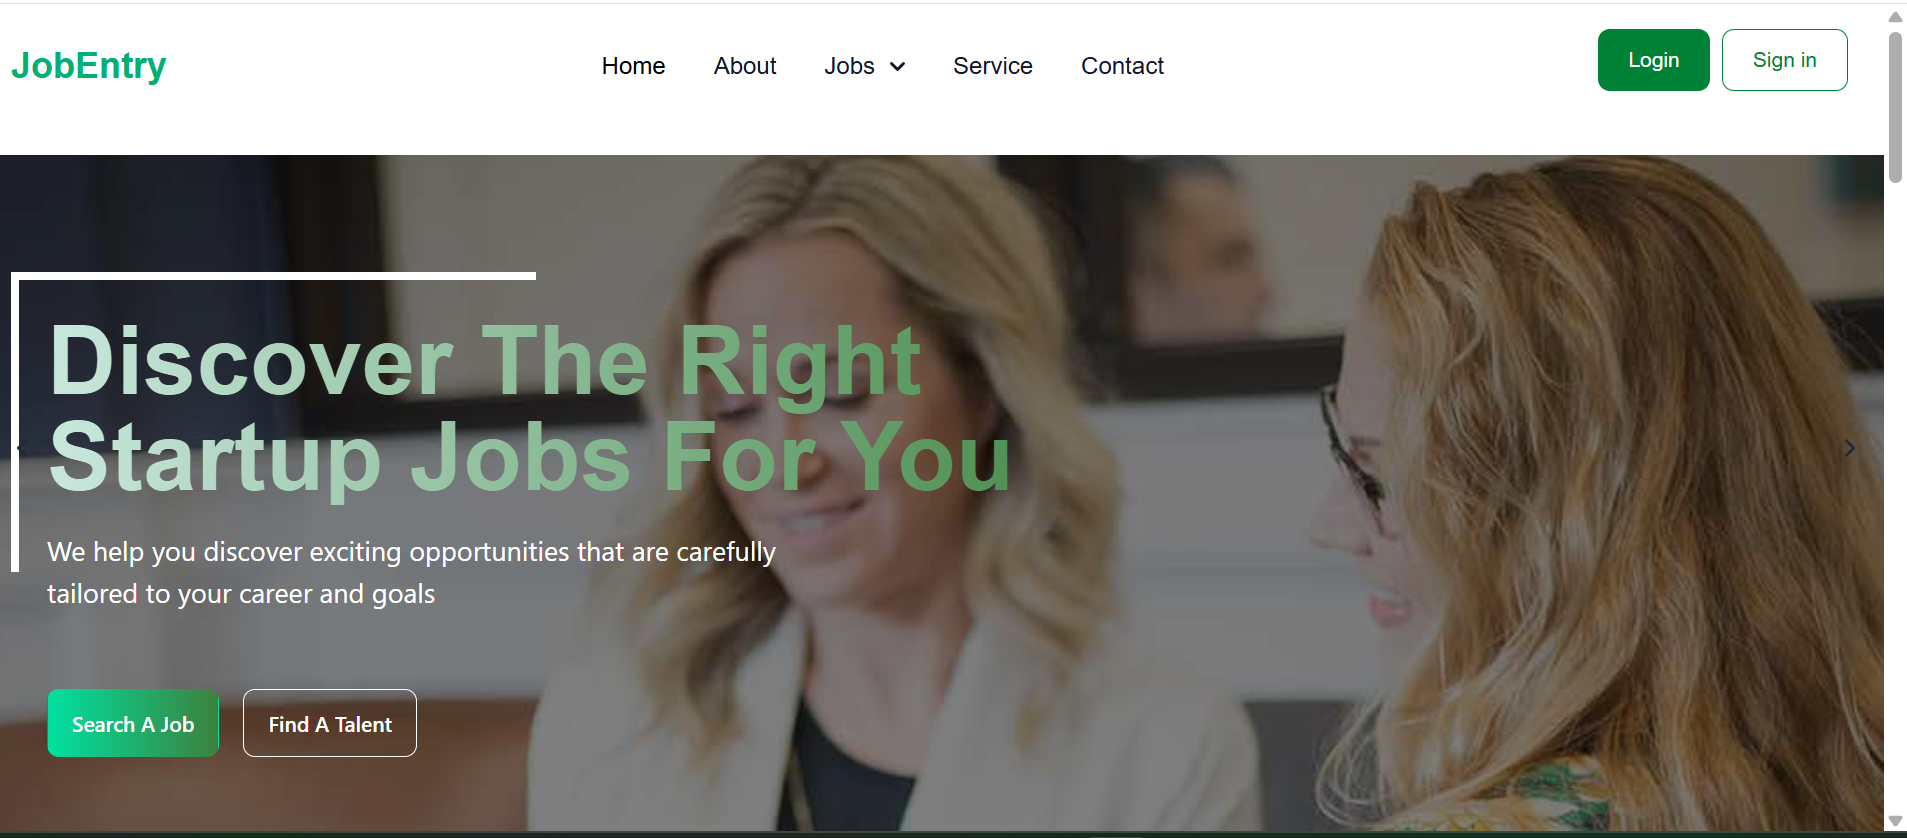 JobEntry
Home About Jobs Service Contact
Login Sign in
Discover The Right
Startup Jobs For You
We help you discover exciting opportunities that are carefully
tailored to your career and goals
Search A Job Find A Talent